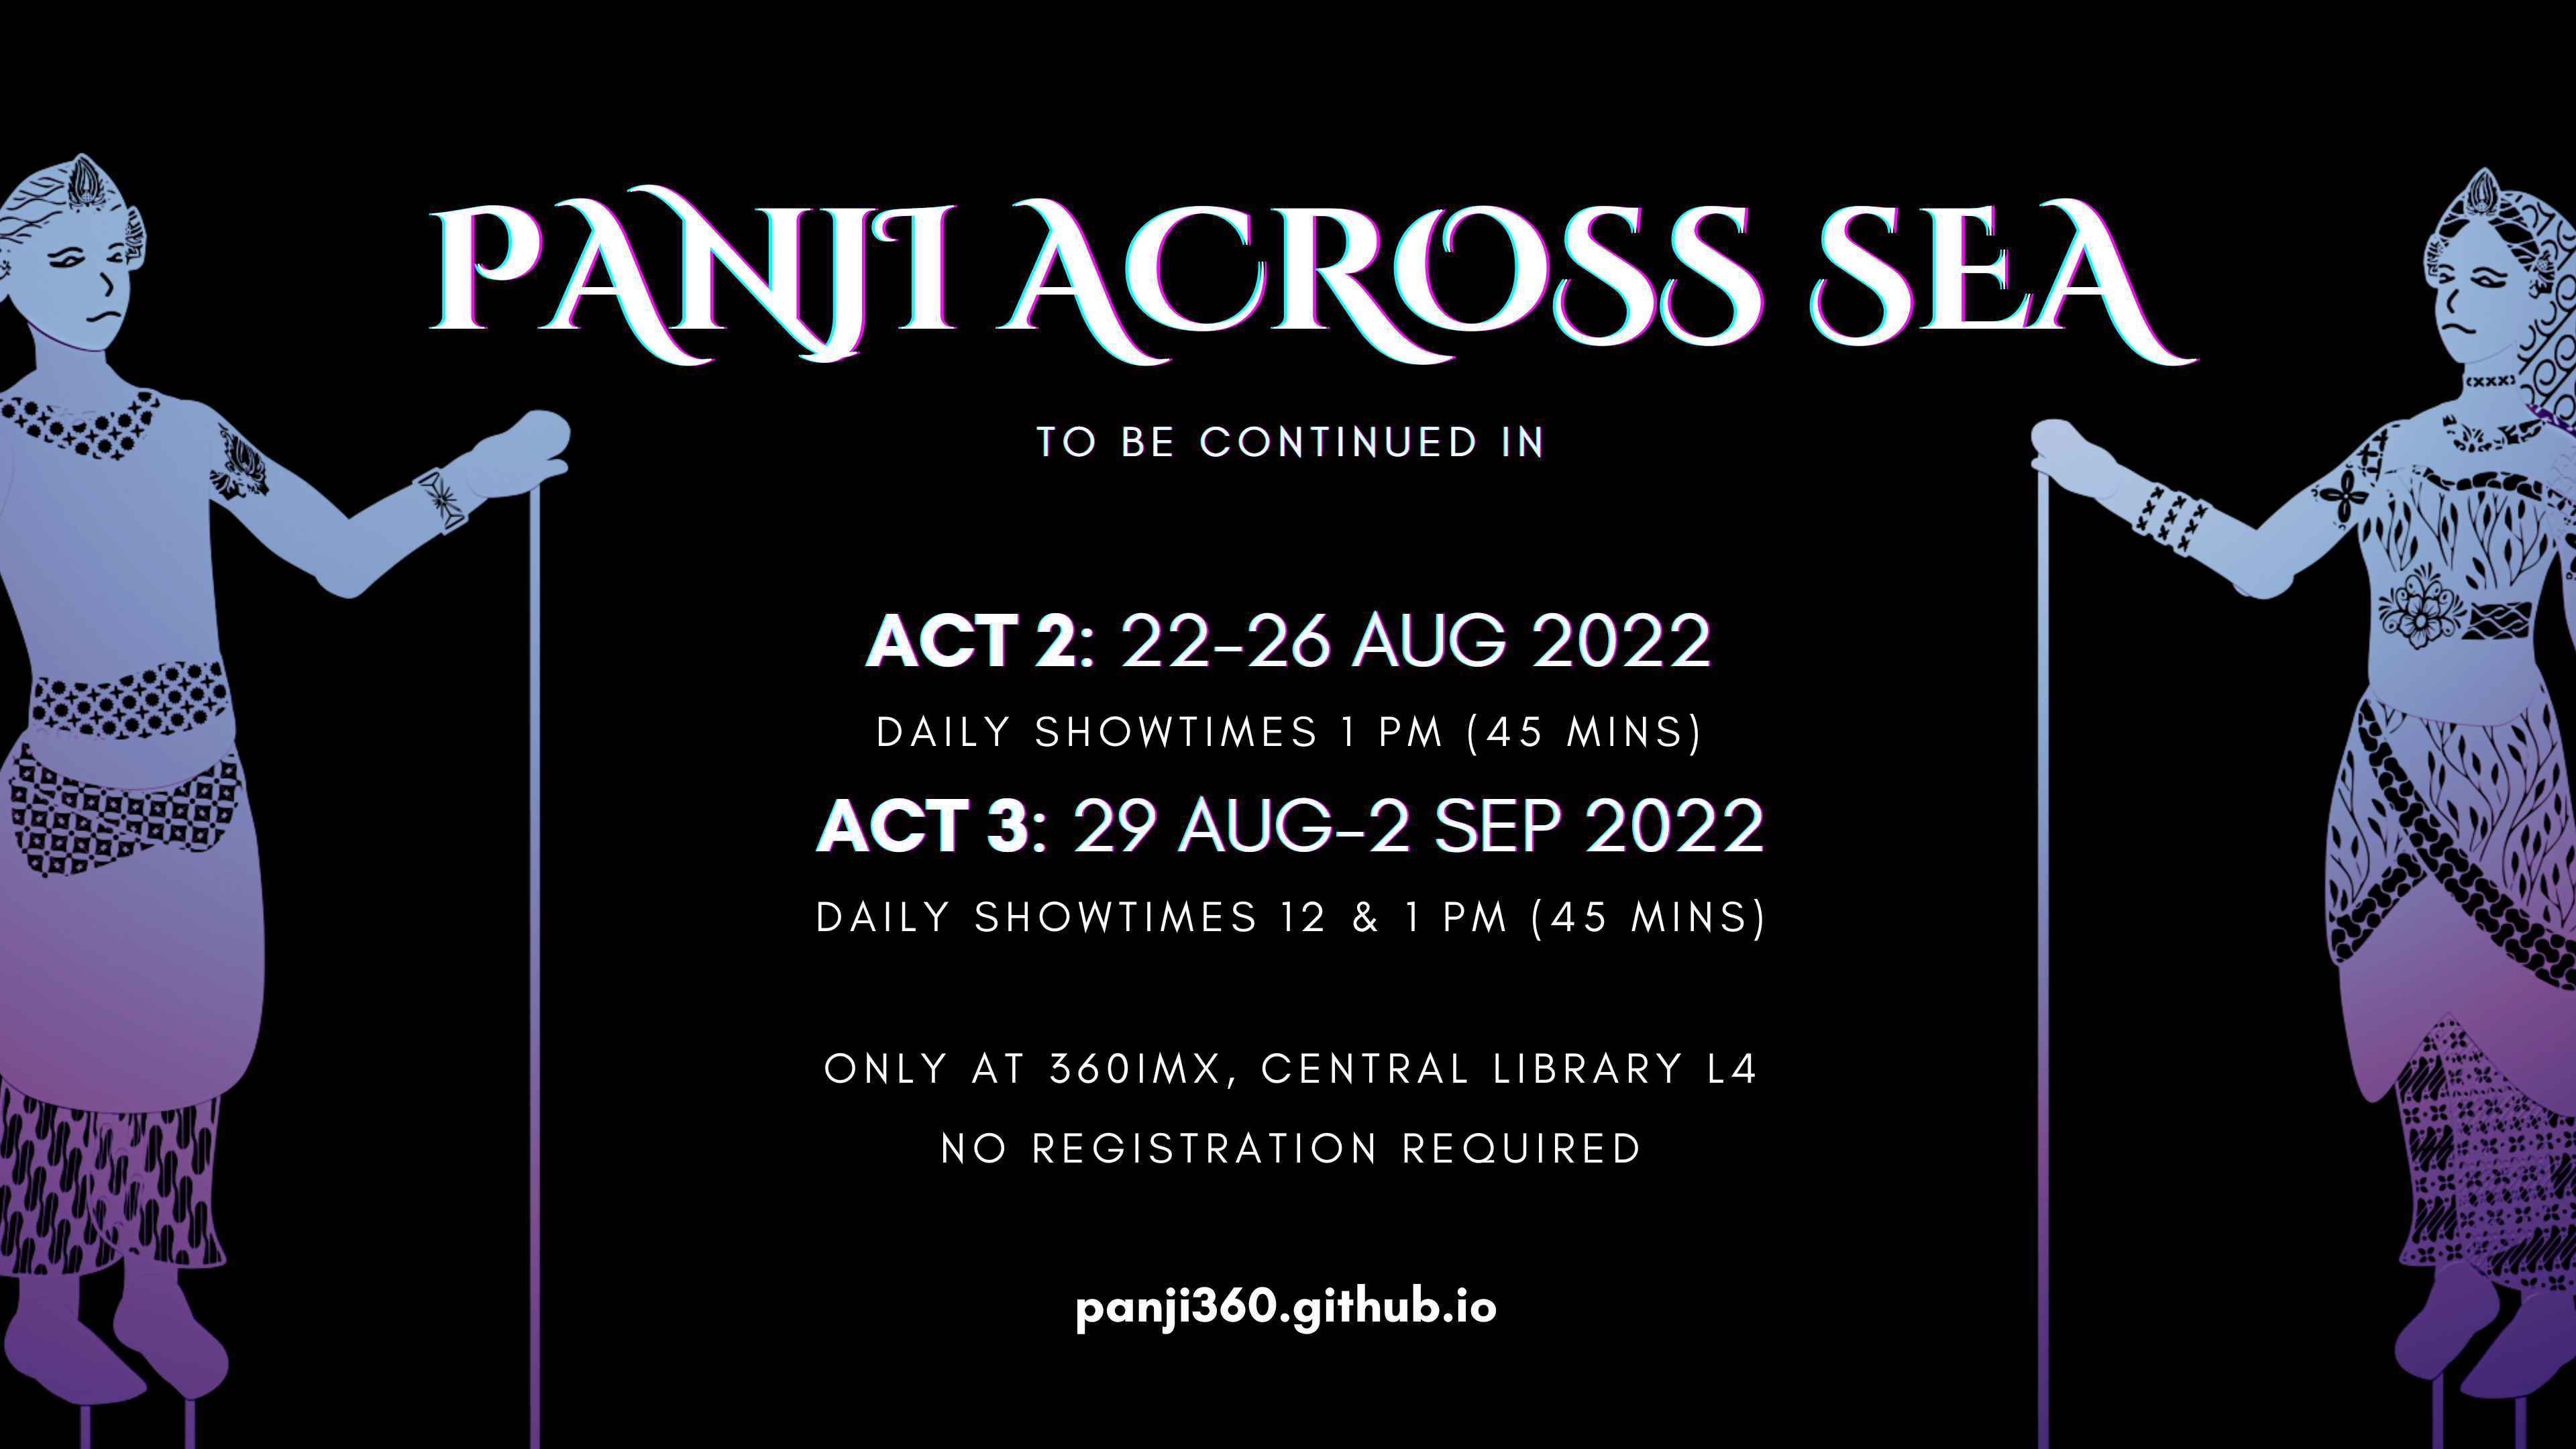 PANJI ACROSS SEA
TO BE CONTINUED IN
ACT 2: 22-26 AUG 2022
DAILY SHOWTIMES 1 PM (45 MINS)
ACT 3: 29 AUG-2 SEP 2022
DAILY SHOWTIMES 12 & 1 PM (45 MINS)
ONLY AT 360IMX, CENTRAL LIBRARY L4
NO REGISTRATION REQUIRED
panji360.github.io